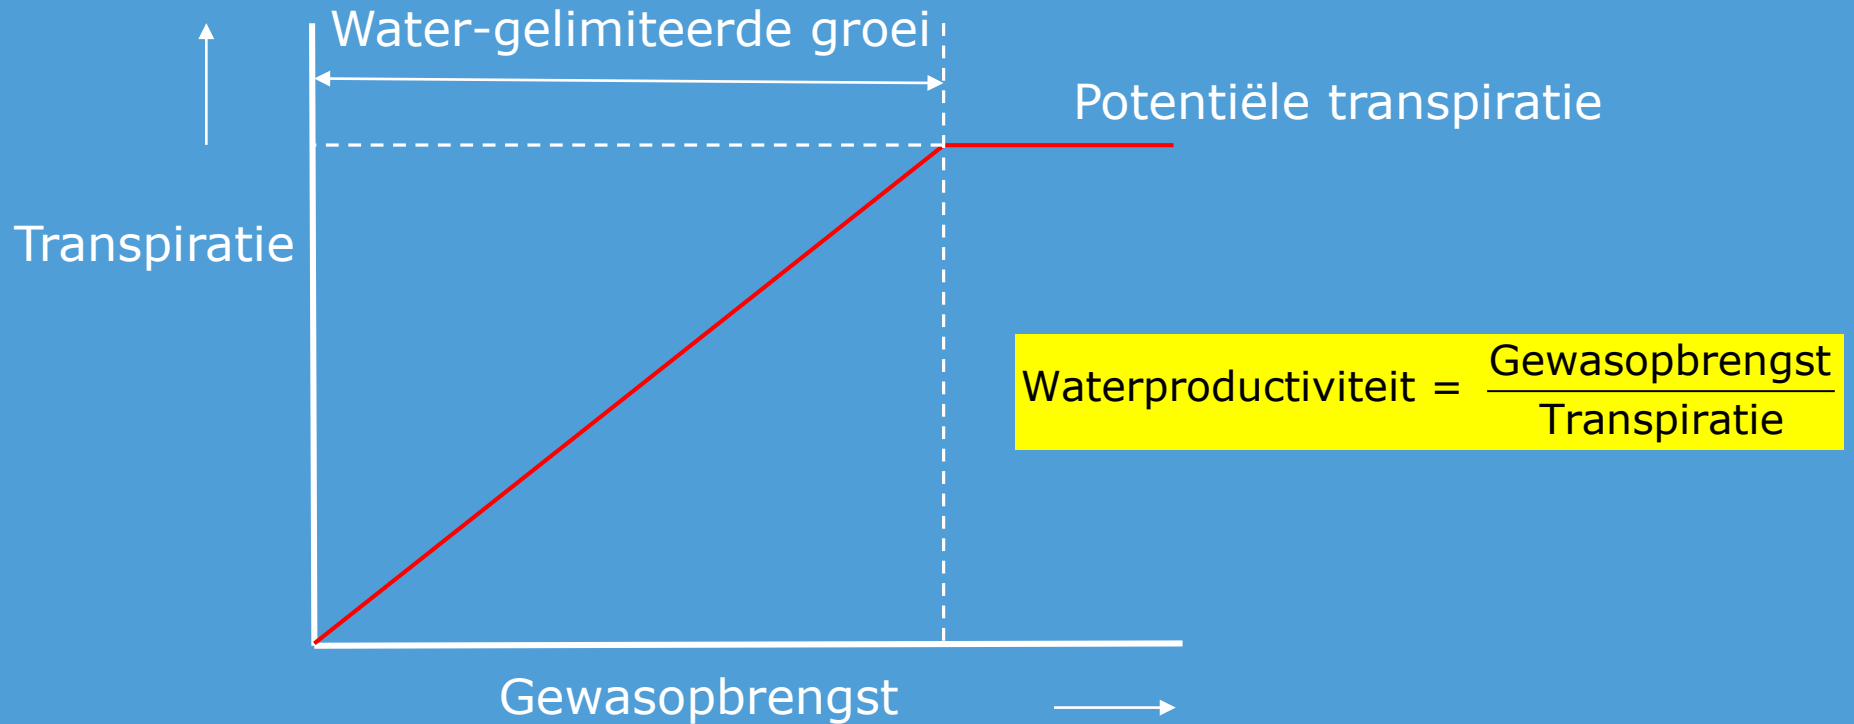 Water-gelimiteerde groei
Potentiële transpiratie
Transpiratie
Waterproductiviteit = Gewasopbrengst
Transpiratie
Gewasopbrengst